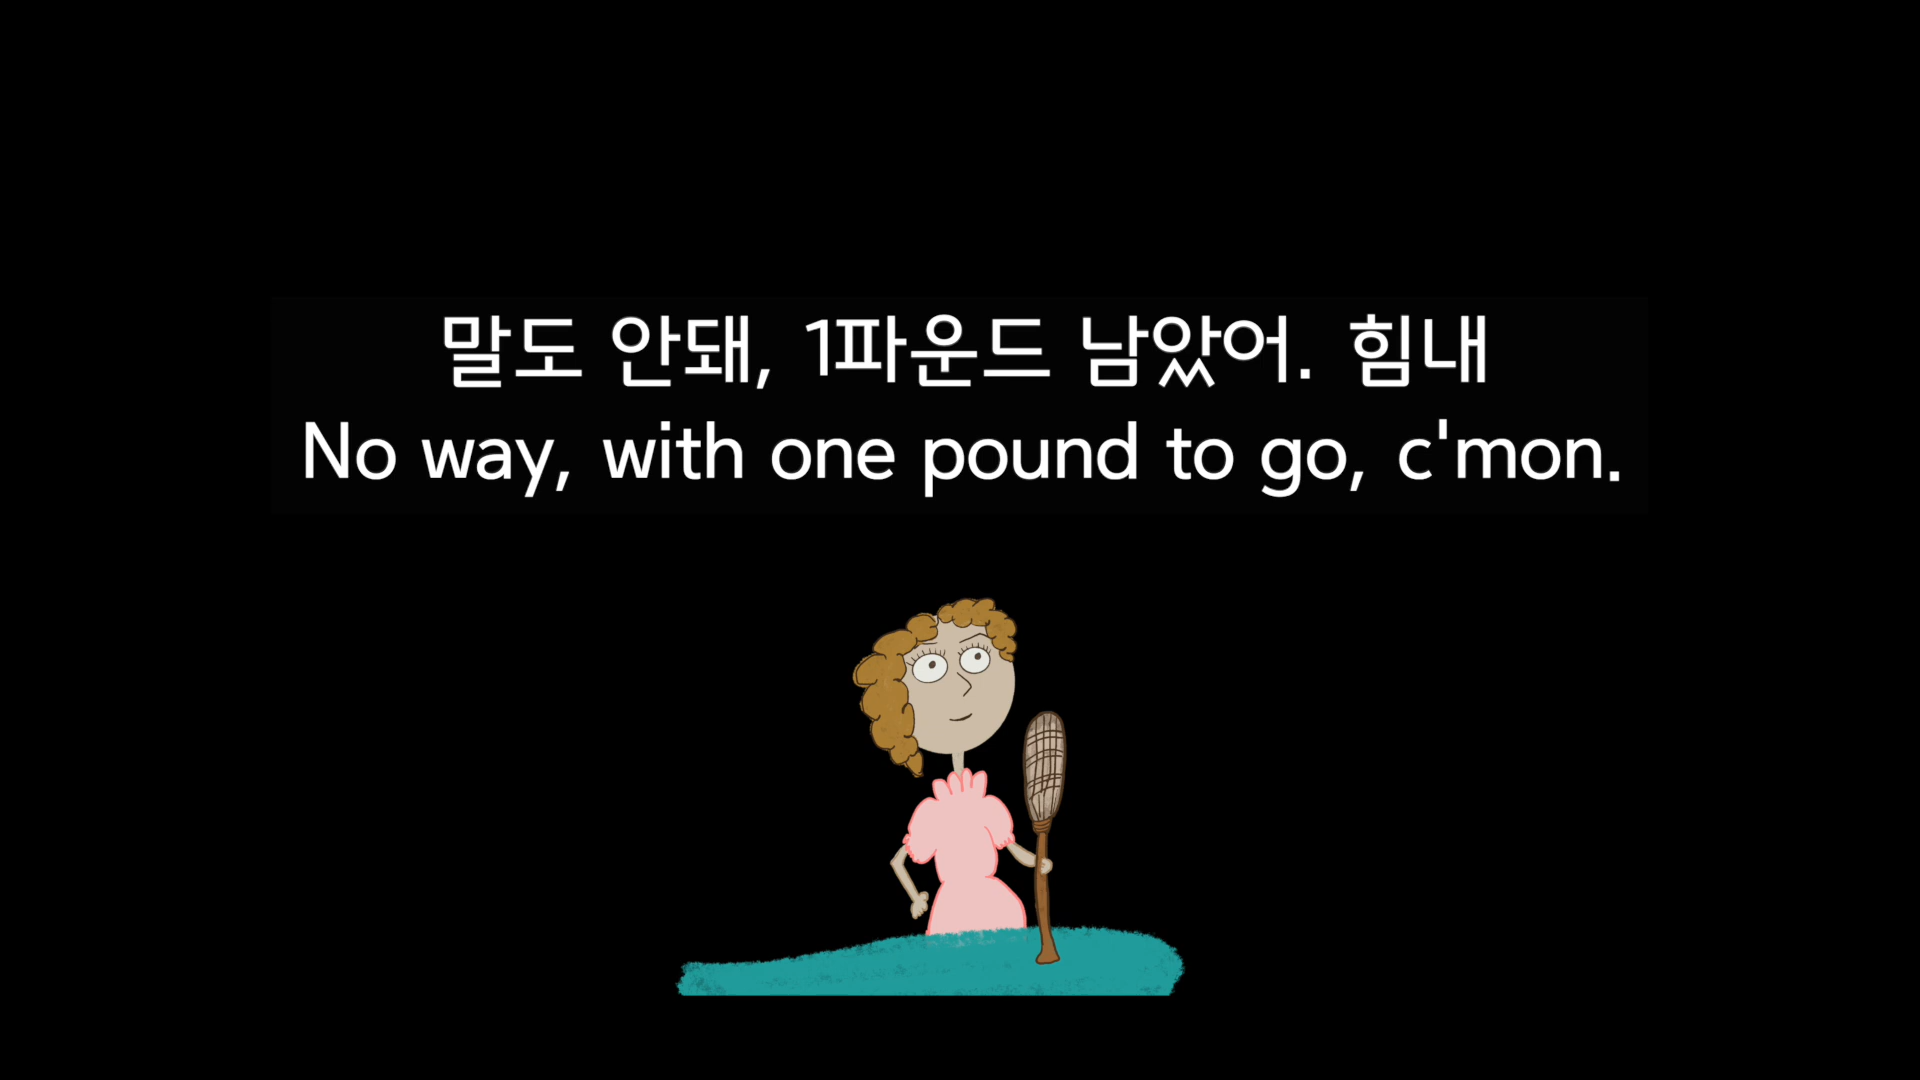 말도 안돼, 1파운드 남았어. 힘내
No way, with one pound to go, c'mon.